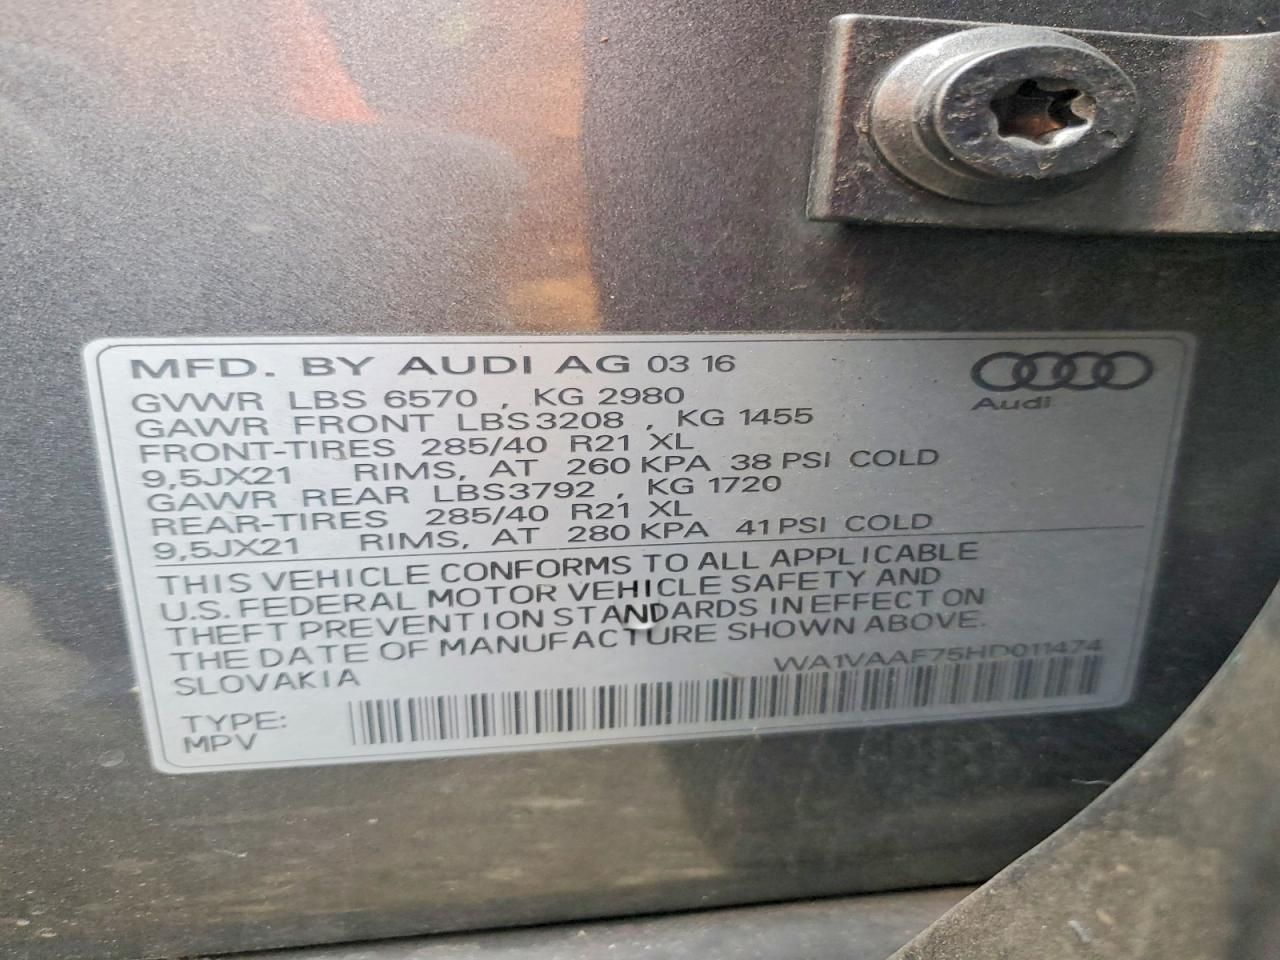 MFD. BY AUDI AG 03 16
Audi
GVWR LBS 6570 , KG 2980
GAWR FRONT LBS3208 , KG 1455
FRONT-TIRES 285/40 R21 XL
9,5JX21 RIMS, AT 260 KPA 38 PSI COLD
GAWR REAR LBS3792 , KG 1720
REAR-TIRES 285/40 R21 XL
9,5JX21 RIMS, AT 280 KPA 41 PSI COLD
THIS VEHICLE CONFORMS TO ALL APPLICABLE
U.S. FEDERAL MOTOR VEHICLE SAFETY AND
THEFT PREVENTION STANDARDS IN EFFECT ON
THE DATE OF MANUFACTURE SHOWN ABOVE.
SLOVAKIA
WA1VAAF75HD011474
TYPE:
MPV